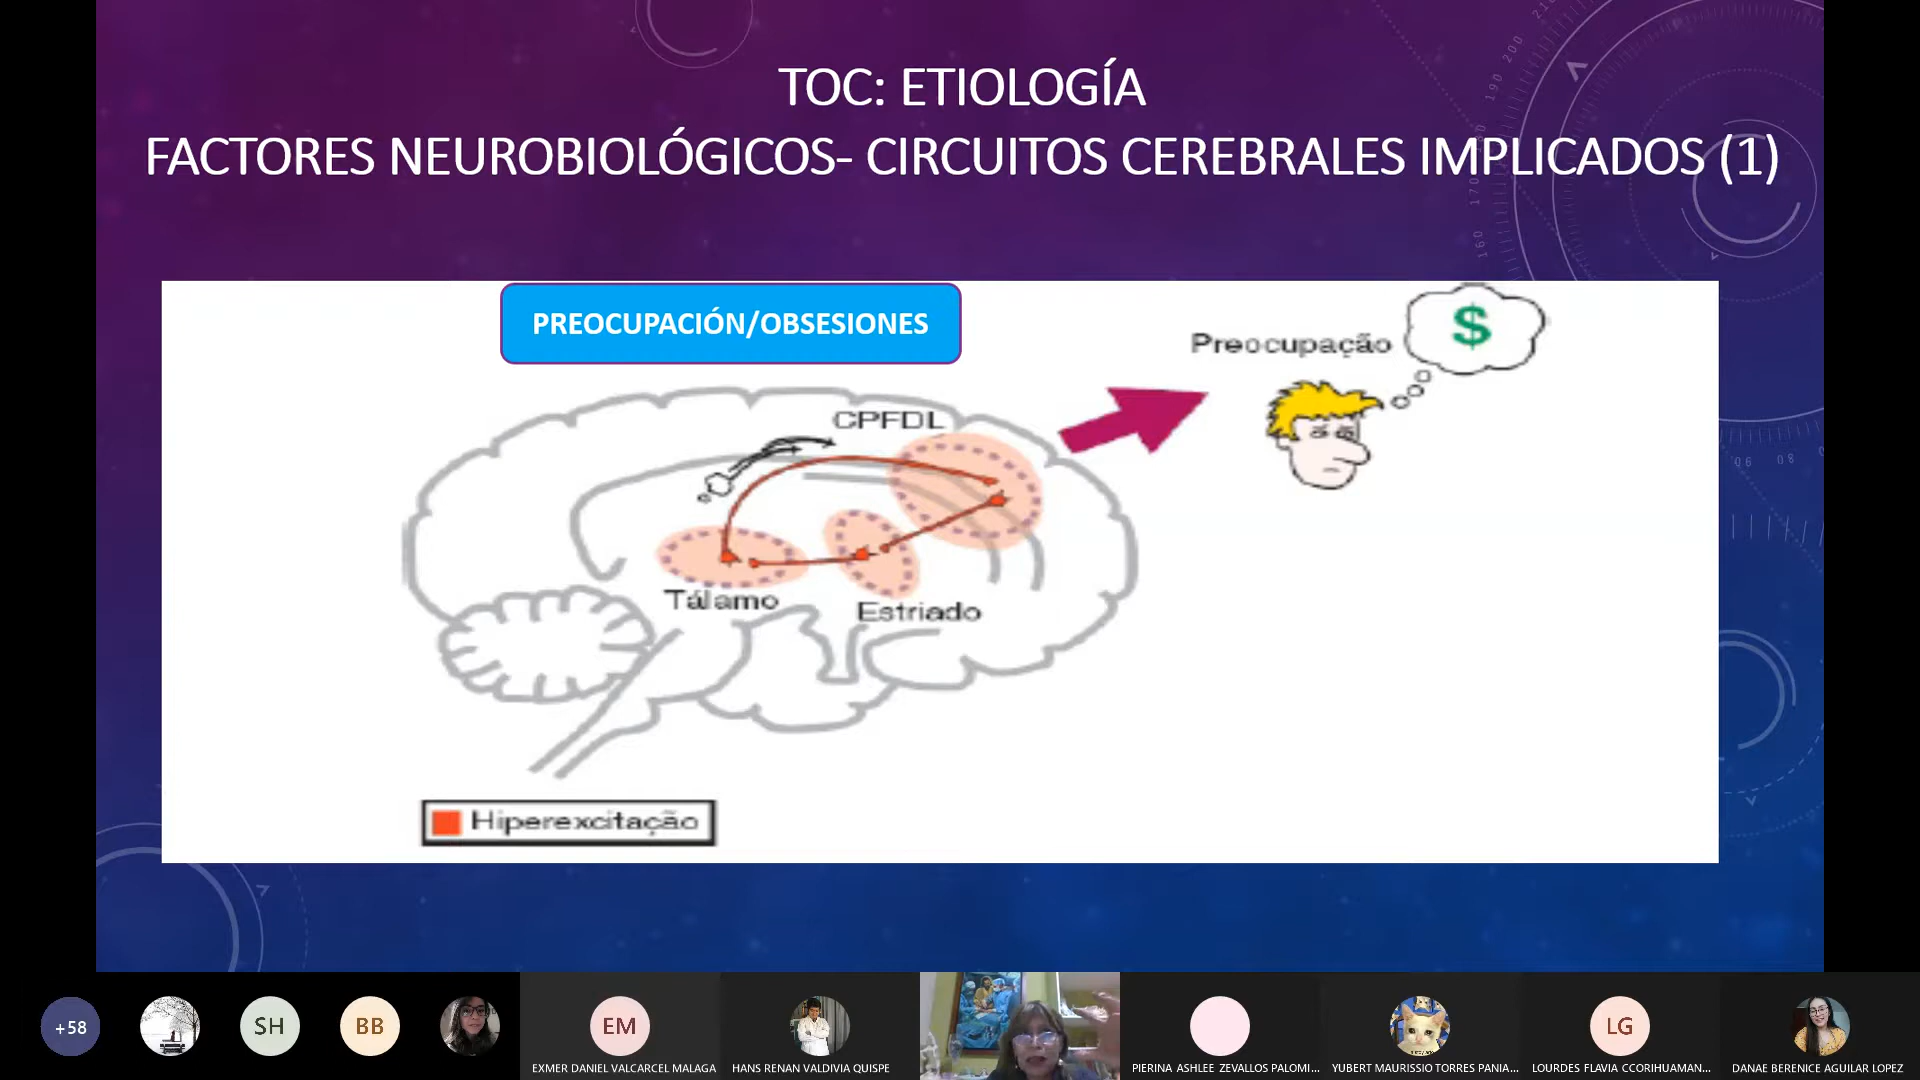 TOC: ETIOLOGÍA
FACTORES NEUROBIOLÓGICOS- CIRCUITOS CEREBRALES IMPLICADOS (1)
PREOCUPACIÓN/OBSESIONES
Preocupação
$
CPFDL
Tálamo
Estriado
Hiperexcitação
+58
SH
BB
EM
LG
EXMER DANIEL VALCARCEL MALAGA
HANS RENAN VALDIVIA QUISPE
PIERINA ASHLEE ZEVALLOS PALOMI...
YUBERT MAURISSIO TORRES PANIA...
LOURDES FLAVIA CCORIHUAMAN...
DANAE BERENICE AGUILAR LOPEZ